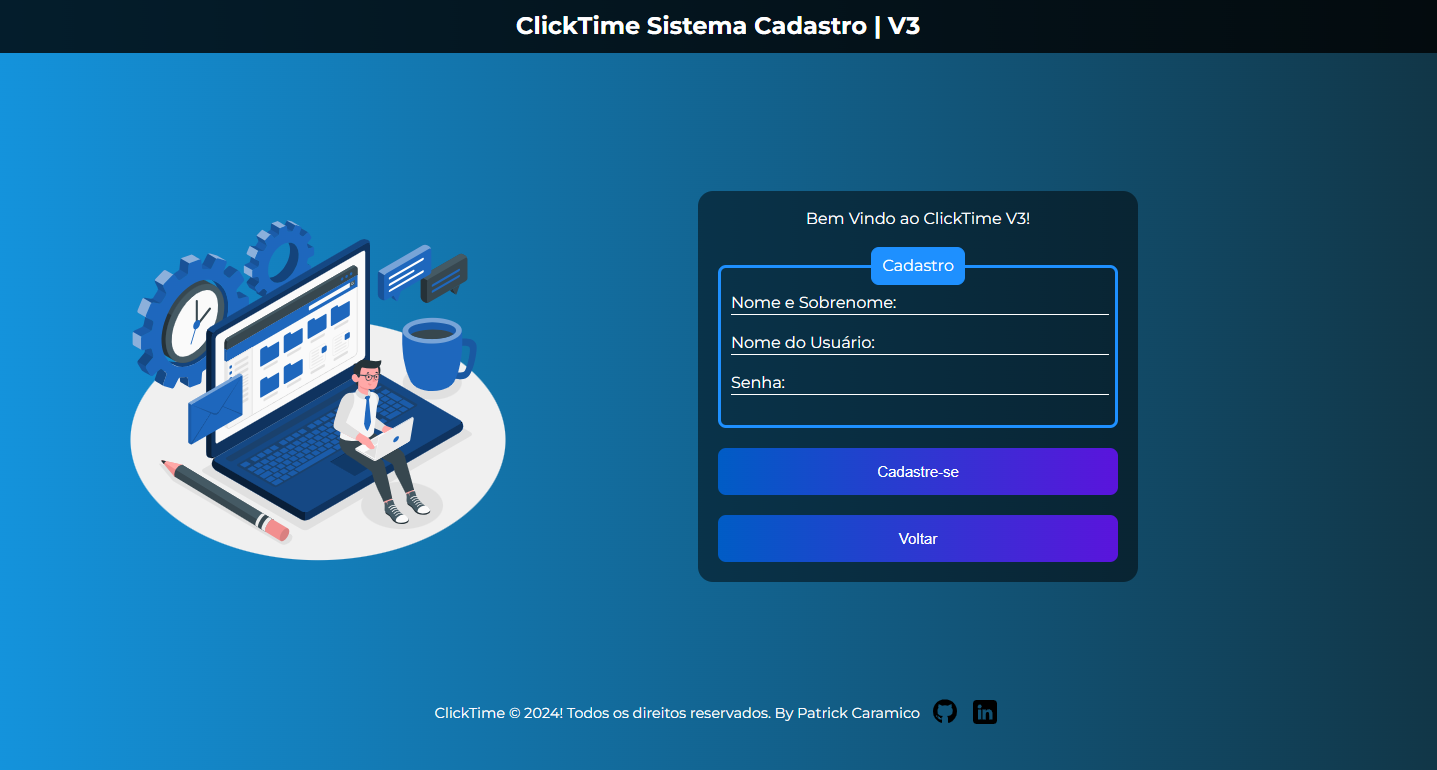 ClickTime Sistema Cadastro | V3
Bem Vindo ao ClickTime V3!
Cadastro
Nome e Sobrenome:
Nome do Usuário:
Senha:
Cadastre-se
Voltar
ClickTime © 2024! Todos os direitos reservados. By Patrick Caramico
in